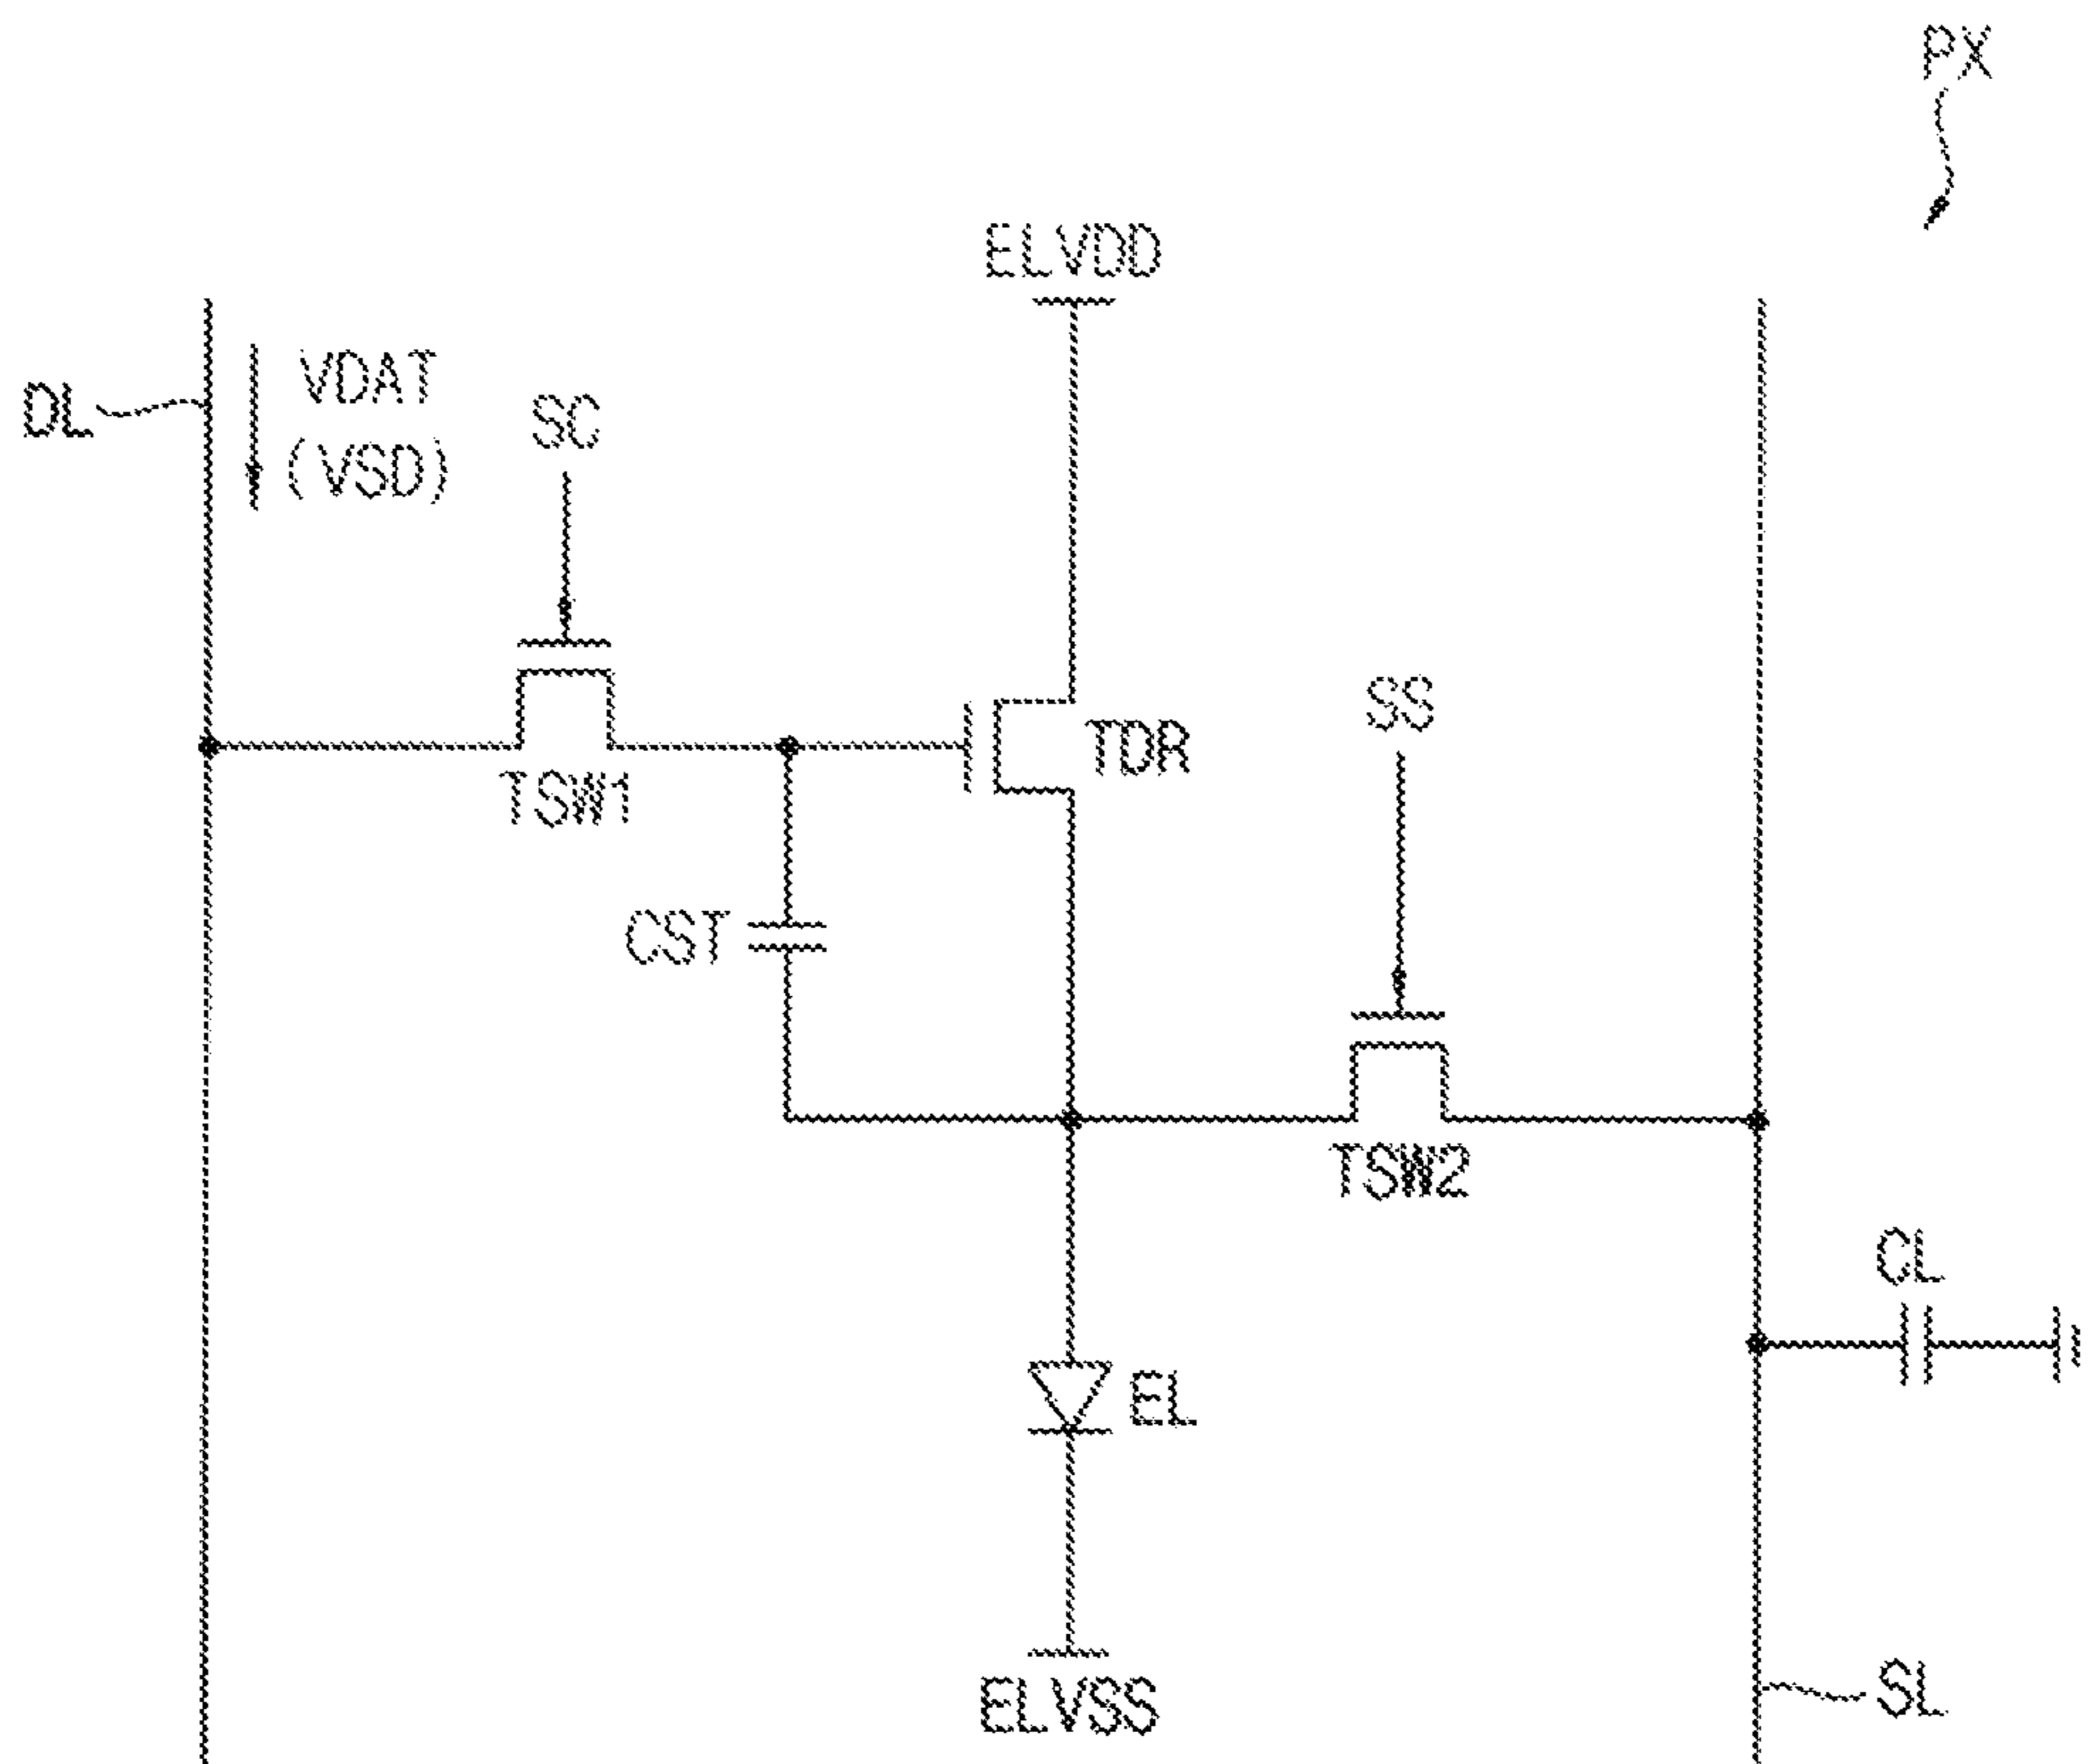 PX
ELVDD
DL
VDAT
(VSD)
SC
TDR
SS
TSW1
CST
TSW2
CL
EL
ELVSS
SL